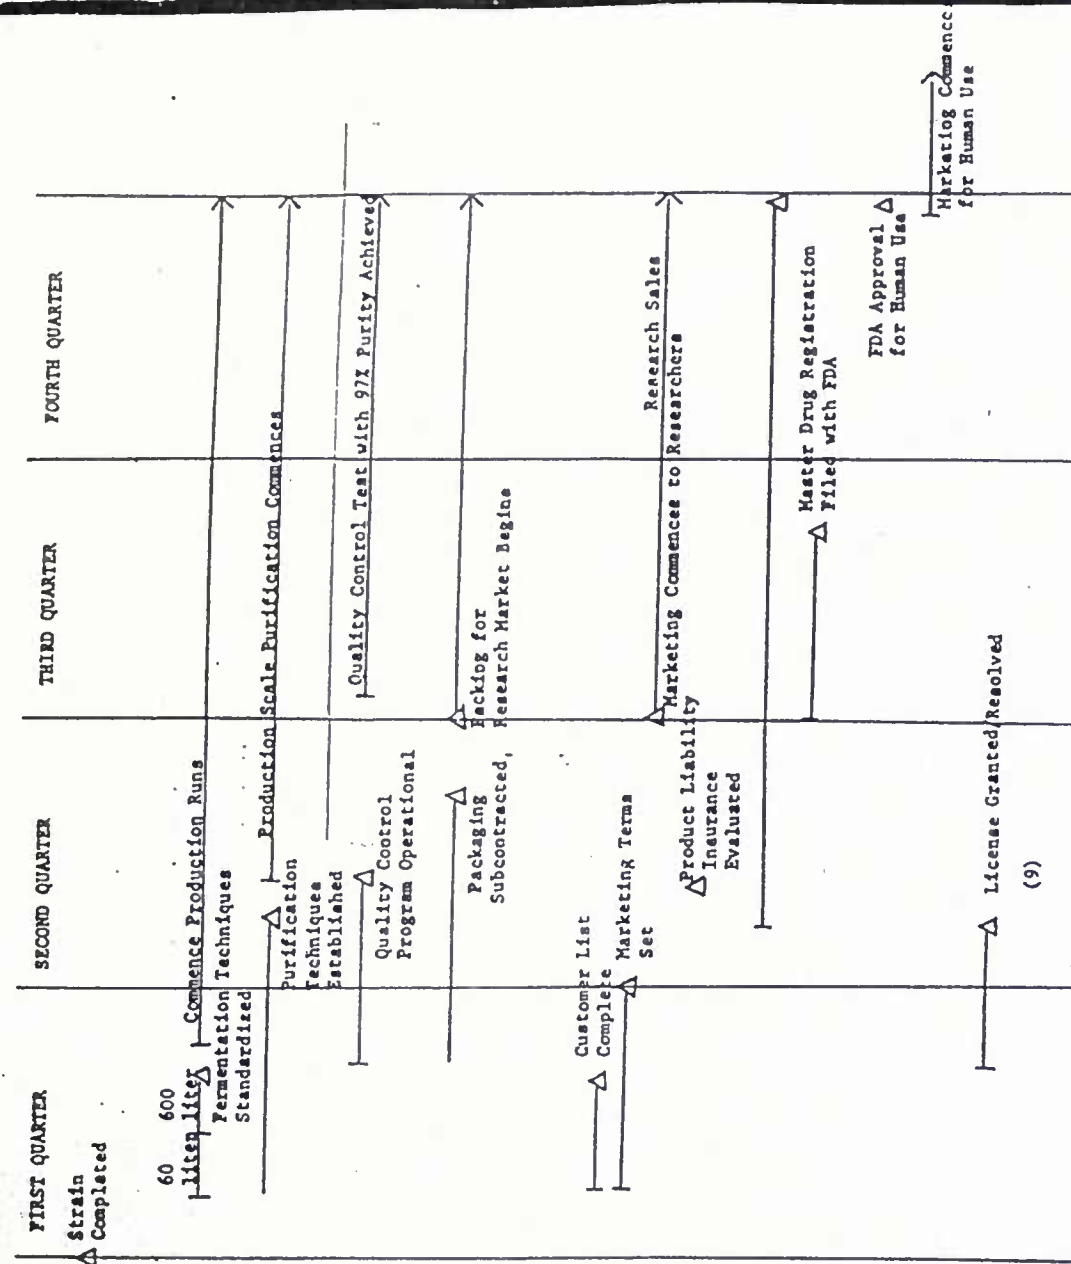 FIRST QUARTER
SECOND QUARTER
THIRD QUARTER
FOURTH QUARTER
Strain
Completed
60 600
liter liter
Commence Production Runs
Fermentation Techniques
Standardized
Production Scale Purification Commences
Purification
Techniques
Established
Quality Control Test with 97% Purity Achieved
Quality Control
Program Operational
Packing for
Research Market Begins
Packaging
Subcontracted,
Customer List
Complete
Marketing Terms
Set
Research Sales
Marketing Commences to Researchers
Product Liability
Insurance
Evaluated
Master Drug Registration
Filed with FDA
FDA Approval
for Human Use
Marketing Commence
for Human Use
License Granted/Resolved
(9)